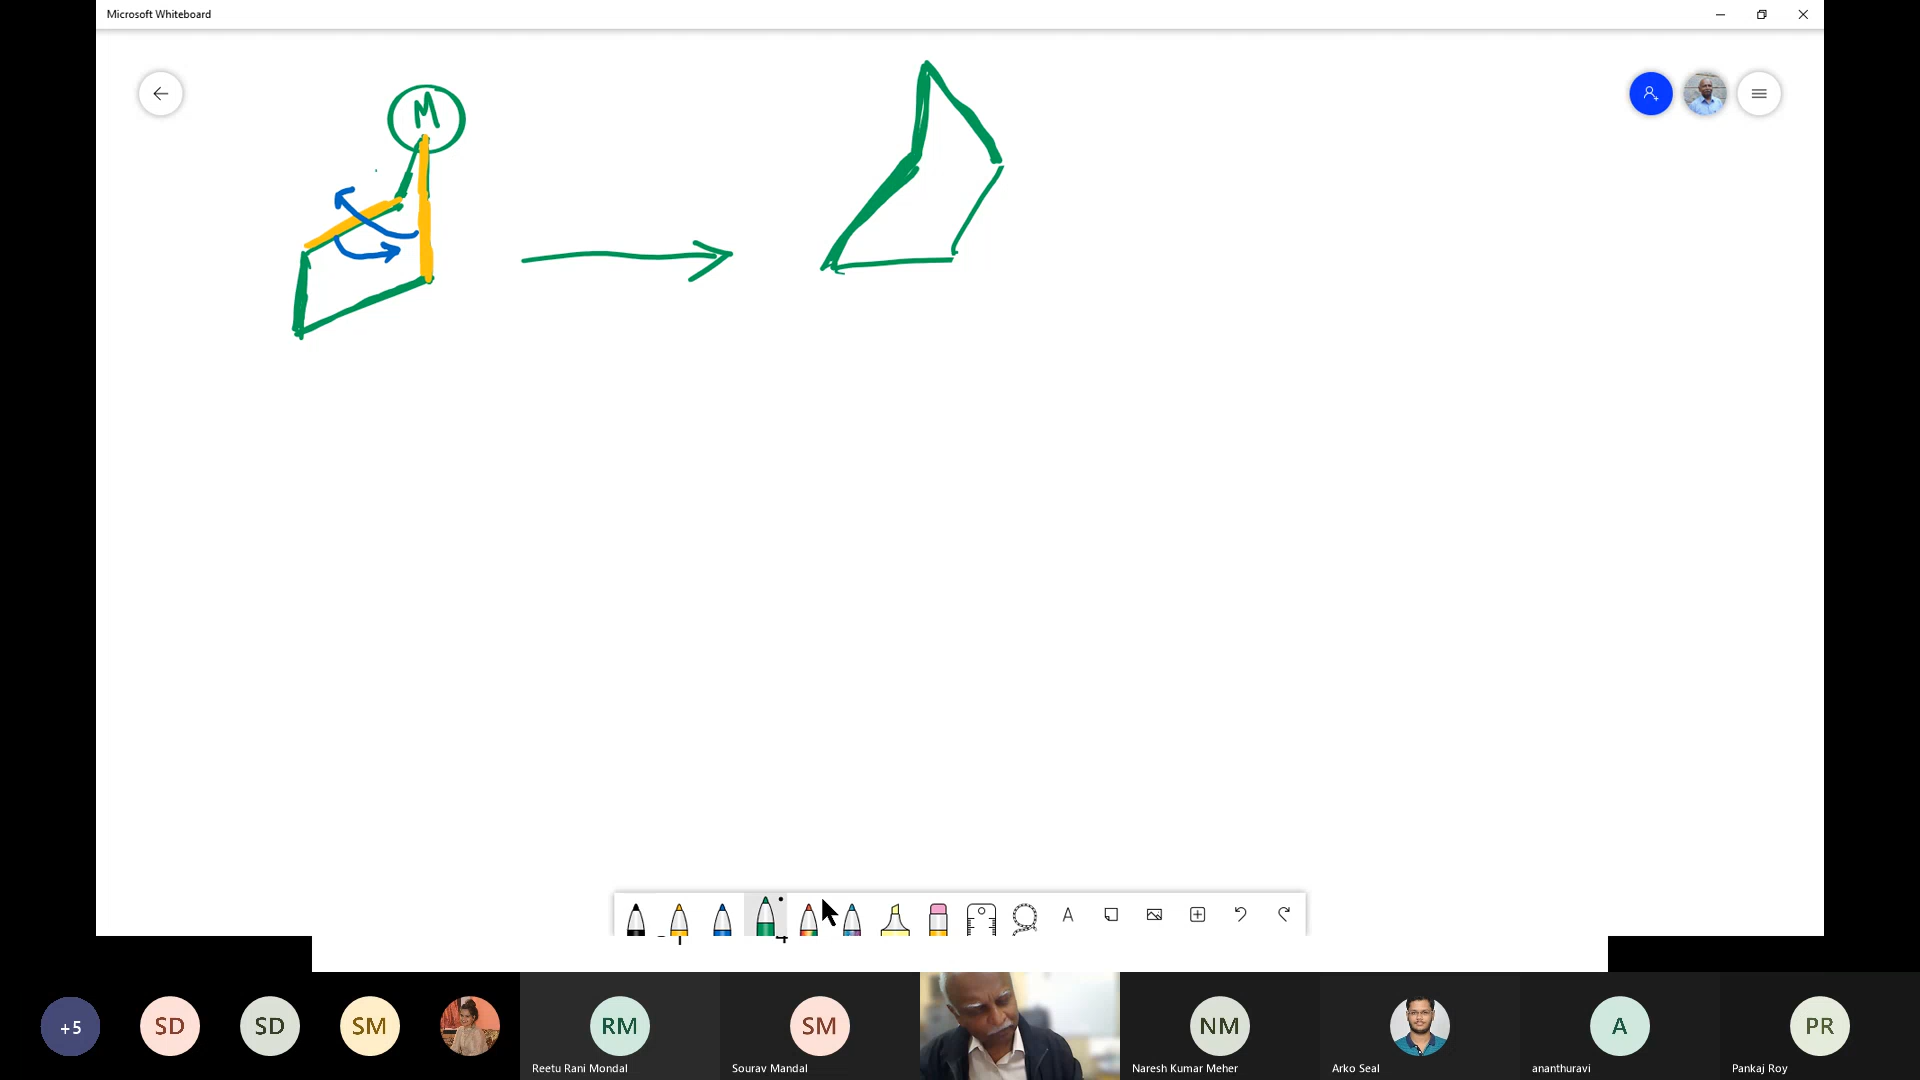 Microsoft Whiteboard
M
A
+5
SD
SD
SM
RM
SM
NM
A
PR
Reetu Rani Mondal
Sourav Mandal
Naresh Kumar Meher
Arko Seal
ananthuravi
Pankaj Roy